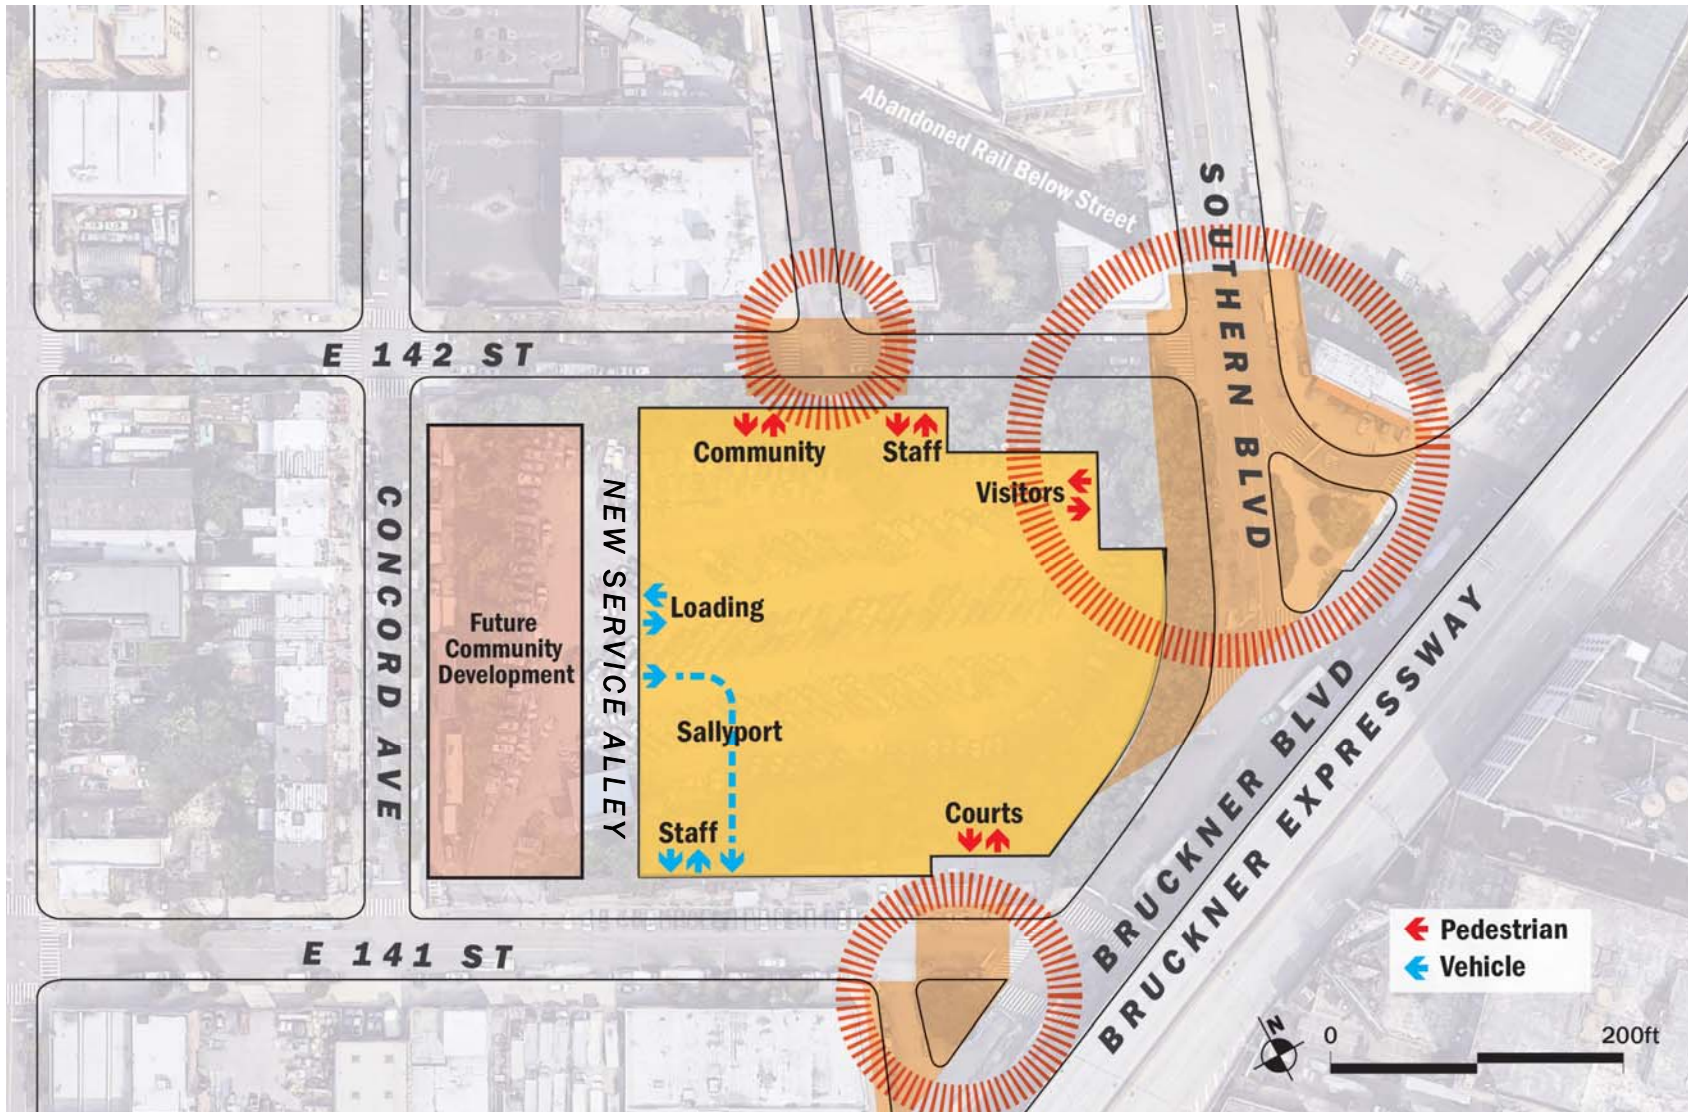 Abandoned Rail Below Street
SOUTHERN BLVD
E 142 ST
Community
Staff
Visitors
CONCORD AVE
NEW SERVICE ALLEY
Loading
Future
Community
Development
Sallyport
Staff
Courts
BRUCKNER BLVD
BRUCKNER EXPRESSWAY
E 141 ST
Pedestrian
Vehicle
N
0
200ft